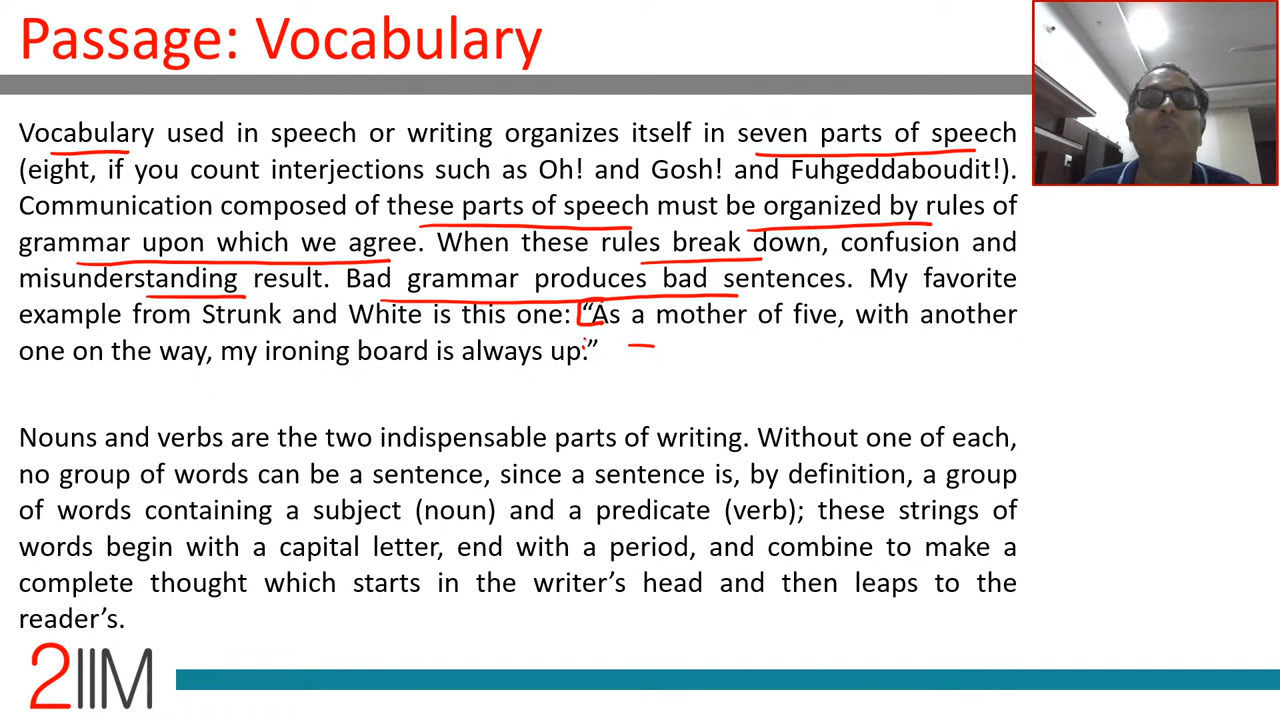 Passage: Vocabulary
Vocabulary used in speech or writing organizes itself in seven parts of speech
(eight, if you count interjections such as Oh! and Gosh! and Fuhgeddaboudit!).
Communication composed of these parts of speech must be organized by rules of
grammar upon which we agree. When these rules break down, confusion and
misunderstanding result. Bad grammar produces bad sentences. My favorite
example from Strunk and White is this one: “As a mother of five, with another
one on the way, my ironing board is always up.”
Nouns and verbs are the two indispensable parts of writing. Without one of each,
no group of words can be a sentence, since a sentence is, by definition, a group
of words containing a subject (noun) and a predicate (verb); these strings of
words begin with a capital letter, end with a period, and combine to make a
complete thought which starts in the writer’s head and then leaps to the
reader’s.
2IIM